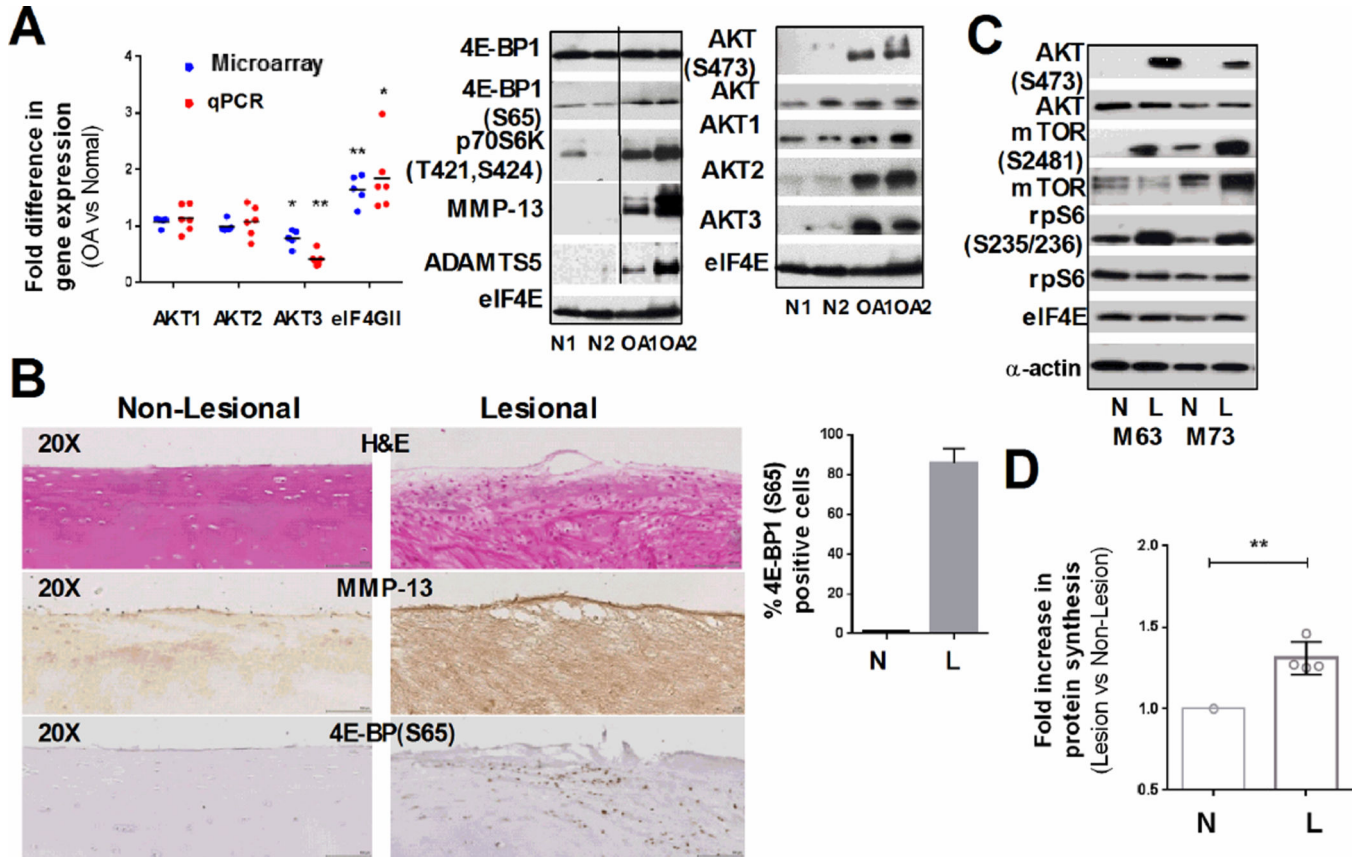 A
Fold difference in
gene expression
(OA vs Nomal)
4
3
2
1
0
Microarray
qPCR
*
**
**
*
AKT1 AKT2 AKT3 eIF4GII
4E-BP1
4E-BP1
(S65)
p70S6K
(T421,S424)
MMP-13
ADAMTS5
eIF4E
N1 N2 OA1OA2
AKT
(S473)
AKT
AKT1
AKT2
AKT3
eIF4E
N1 N2 OA1OA2
C
AKT
(S473)
AKT
mTOR
(S2481)
mTOR
rpS6
(S235/236)
rpS6
eIF4E
α-actin
N L N L
M63 M73
B
Non-Lesional Lesional
20X H&E
20X MMP-13
20X 4E-BP(S65)
% 4E-BP1 (S65)
positive cells
100
80
60
40
20
0
N L
D
Fold increase in
protein synthesis
(Lesion vs Non-Lesion)
2.0
1.5
1.0
0.5
**
N L